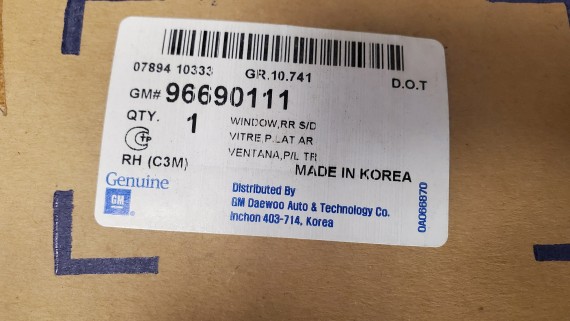 07894 10333 GR.10.741
D.O.T
GM# 96690111
QTY. 1
WINDOW,RR S/D
VITRE,P.LAT AR
VENTANA,P/L TR
RH (C3M)
MADE IN KOREA
Genuine
GM
Distributed By
GM Daewoo Auto & Technology Co.
Inchon 403-714, Korea
0A066870